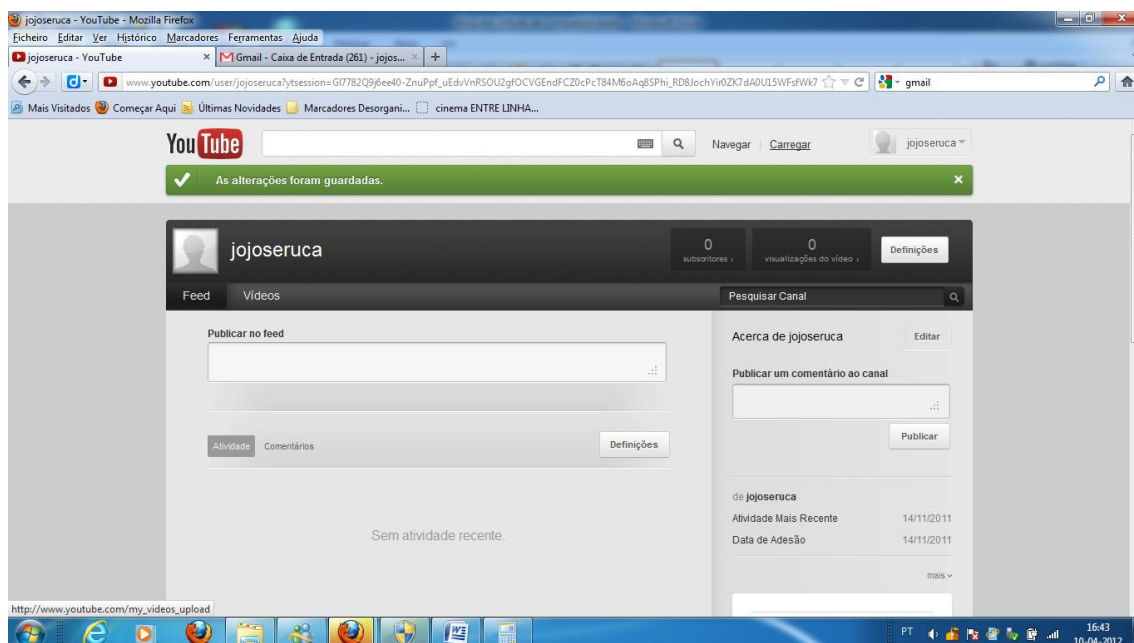 jojoseruca - YouTube - Mozilla Firefox
Ficheiro Editar Ver Histórico Marcadores Ferramentas Ajuda
jojoseruca - YouTube × Gmail - Caixa de Entrada (261) - jojos... × +
www.youtube.com/user/jojoseruca?ytsession= gmail
Mais Visitados Começar Aqui Últimas Novidades Marcadores Desorgani... cinema ENTRE LINHA...
YouTube Navegar Carregar jojoseruca
As alterações foram guardadas. ×
jojoseruca 0 0 Definições
subscritores › visualizações do vídeo ›
Feed Vídeos Pesquisar Canal
Publicar no feed
Acerca de jojoseruca Editar
Publicar um comentário ao canal
Publicar
Atividade Comentários Definições
de jojoseruca
Atividade Mais Recente 14/11/2011
Data de Adesão 14/11/2011
Sem atividade recente.
mais
http://www.youtube.com/my_videos_upload
PT 16:43
10-04-2012